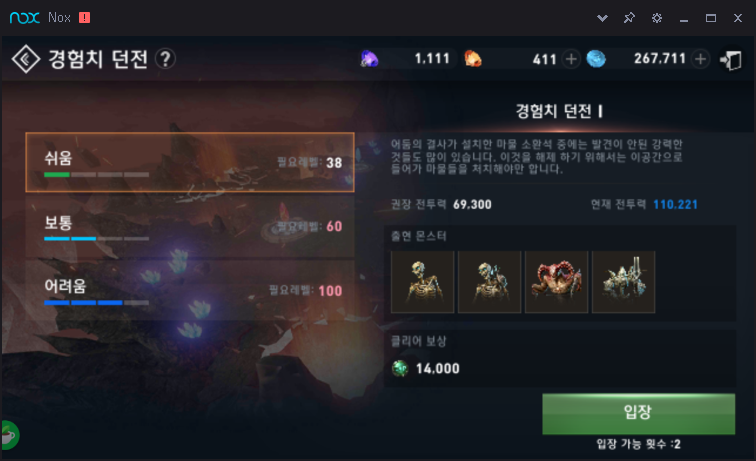 nox Nox !
경험치 던전 ?
1,111 411 267,711
쉬움
필요레벨: 38
보통
필요레벨: 60
어려움
필요레벨: 100
경험치 던전 I
어둠의 결사가 설치한 마물 소환석 중에는 발견이 안된 강력한
것들도 많이 있습니다. 이것을 해제 하기 위해서는 이공간으로
들어가 마물들을 처치해야만 합니다.
권장 전투력 69.300 현재 전투력 110.221
출현 몬스터
클리어 보상
14,000
입장
입장 가능 횟수 :2